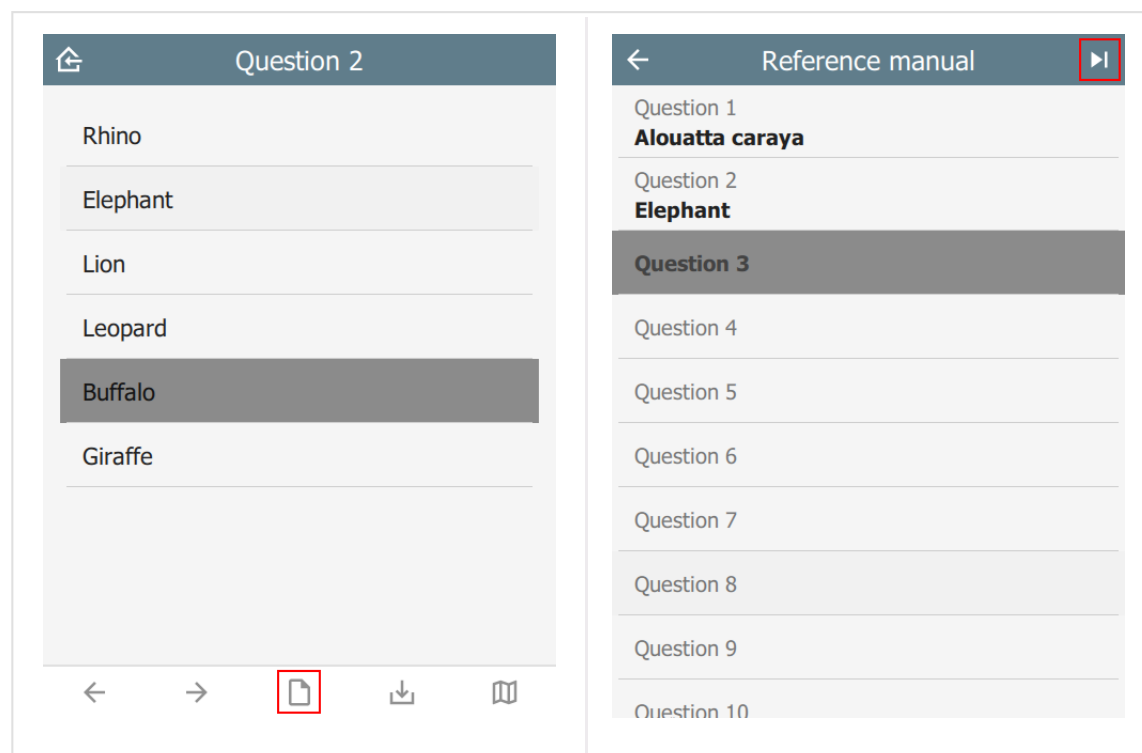 Question 2
Rhino
Elephant
Lion
Leopard
Buffalo
Giraffe
Reference manual
Question 1
Alouatta caraya
Question 2
Elephant
Question 3
Question 4
Question 5
Question 6
Question 7
Question 8
Question 9
Question 10